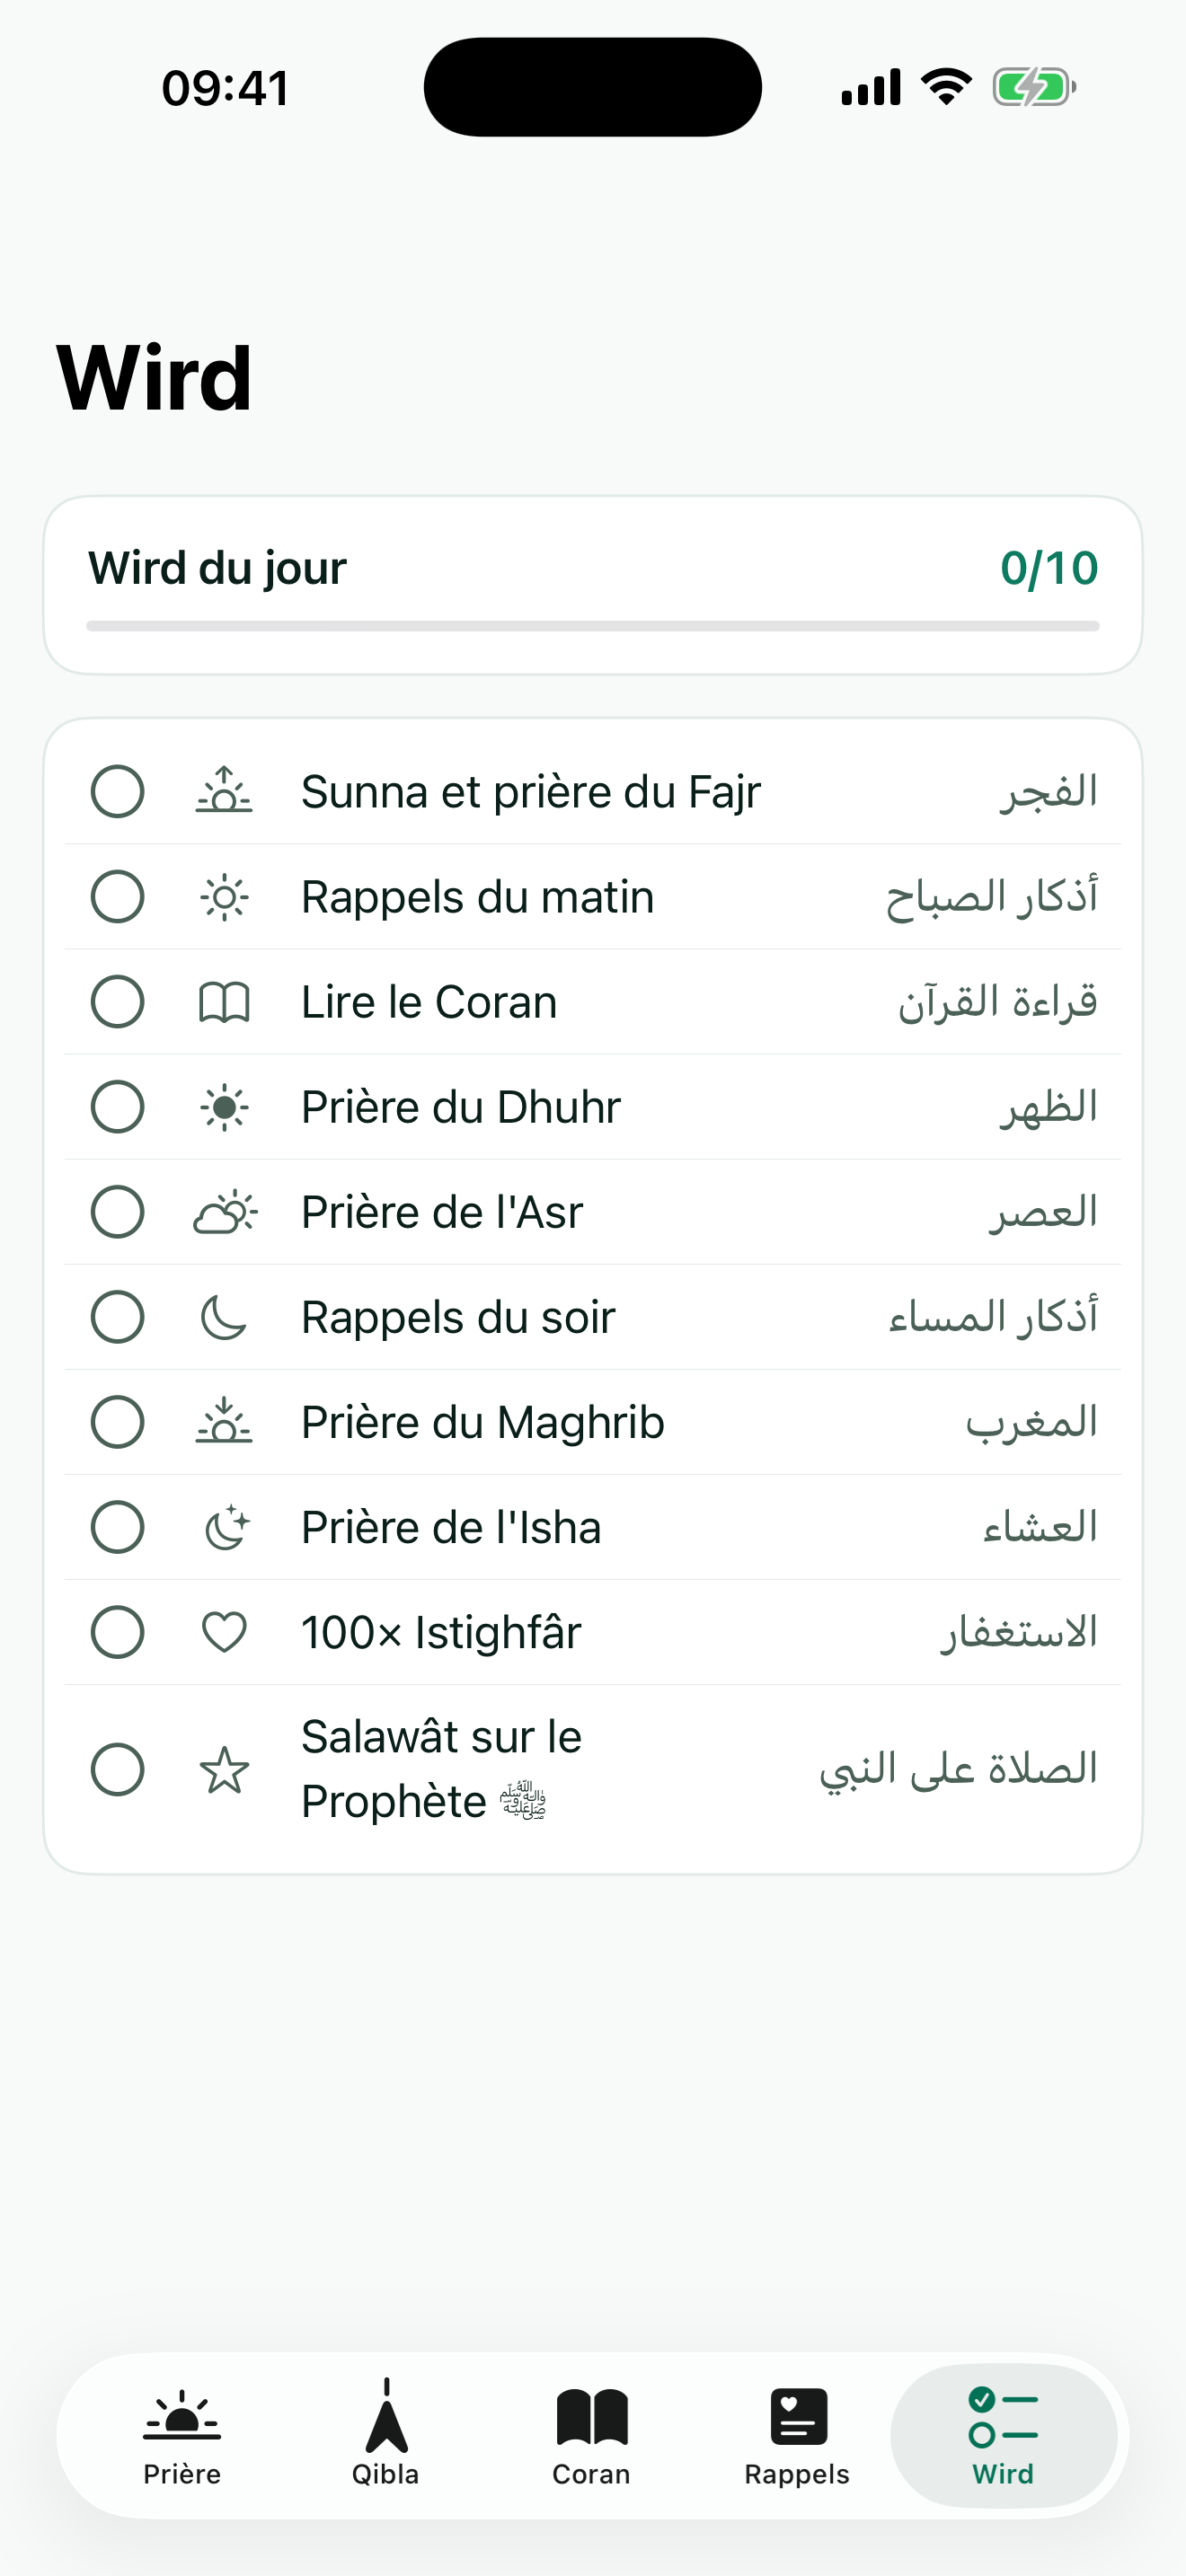 09:41
Wird
Wird du jour 0/10
Sunna et prière du Fajr الفجر
Rappels du matin أذكار الصباح
Lire le Coran قراءة القرآن
Prière du Dhuhr الظهر
Prière de l'Asr العصر
Rappels du soir أذكار المساء
Prière du Maghrib المغرب
Prière de l'Isha العشاء
100× Istighfâr الاستغفار
Salawât sur le
Prophète ﷺ الصلاة على النبي
Prière Qibla Coran Rappels Wird